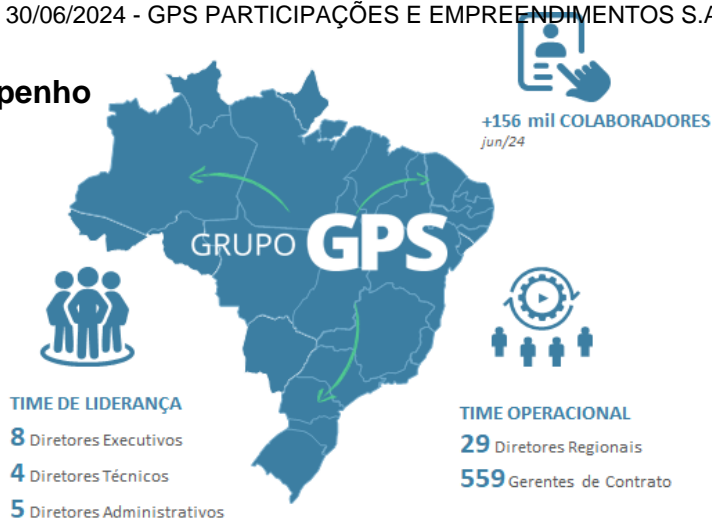 30/06/2024 - GPS PARTICIPAÇÕES E EMPREENDIMENTOS S.A
penho
+156 mil COLABORADORES
jun/24
GRUPO GPS
TIME DE LIDERANÇA
8 Diretores Executivos
4 Diretores Técnicos
5 Diretores Administrativos
TIME OPERACIONAL
29 Diretores Regionais
559 Gerentes de Contrato